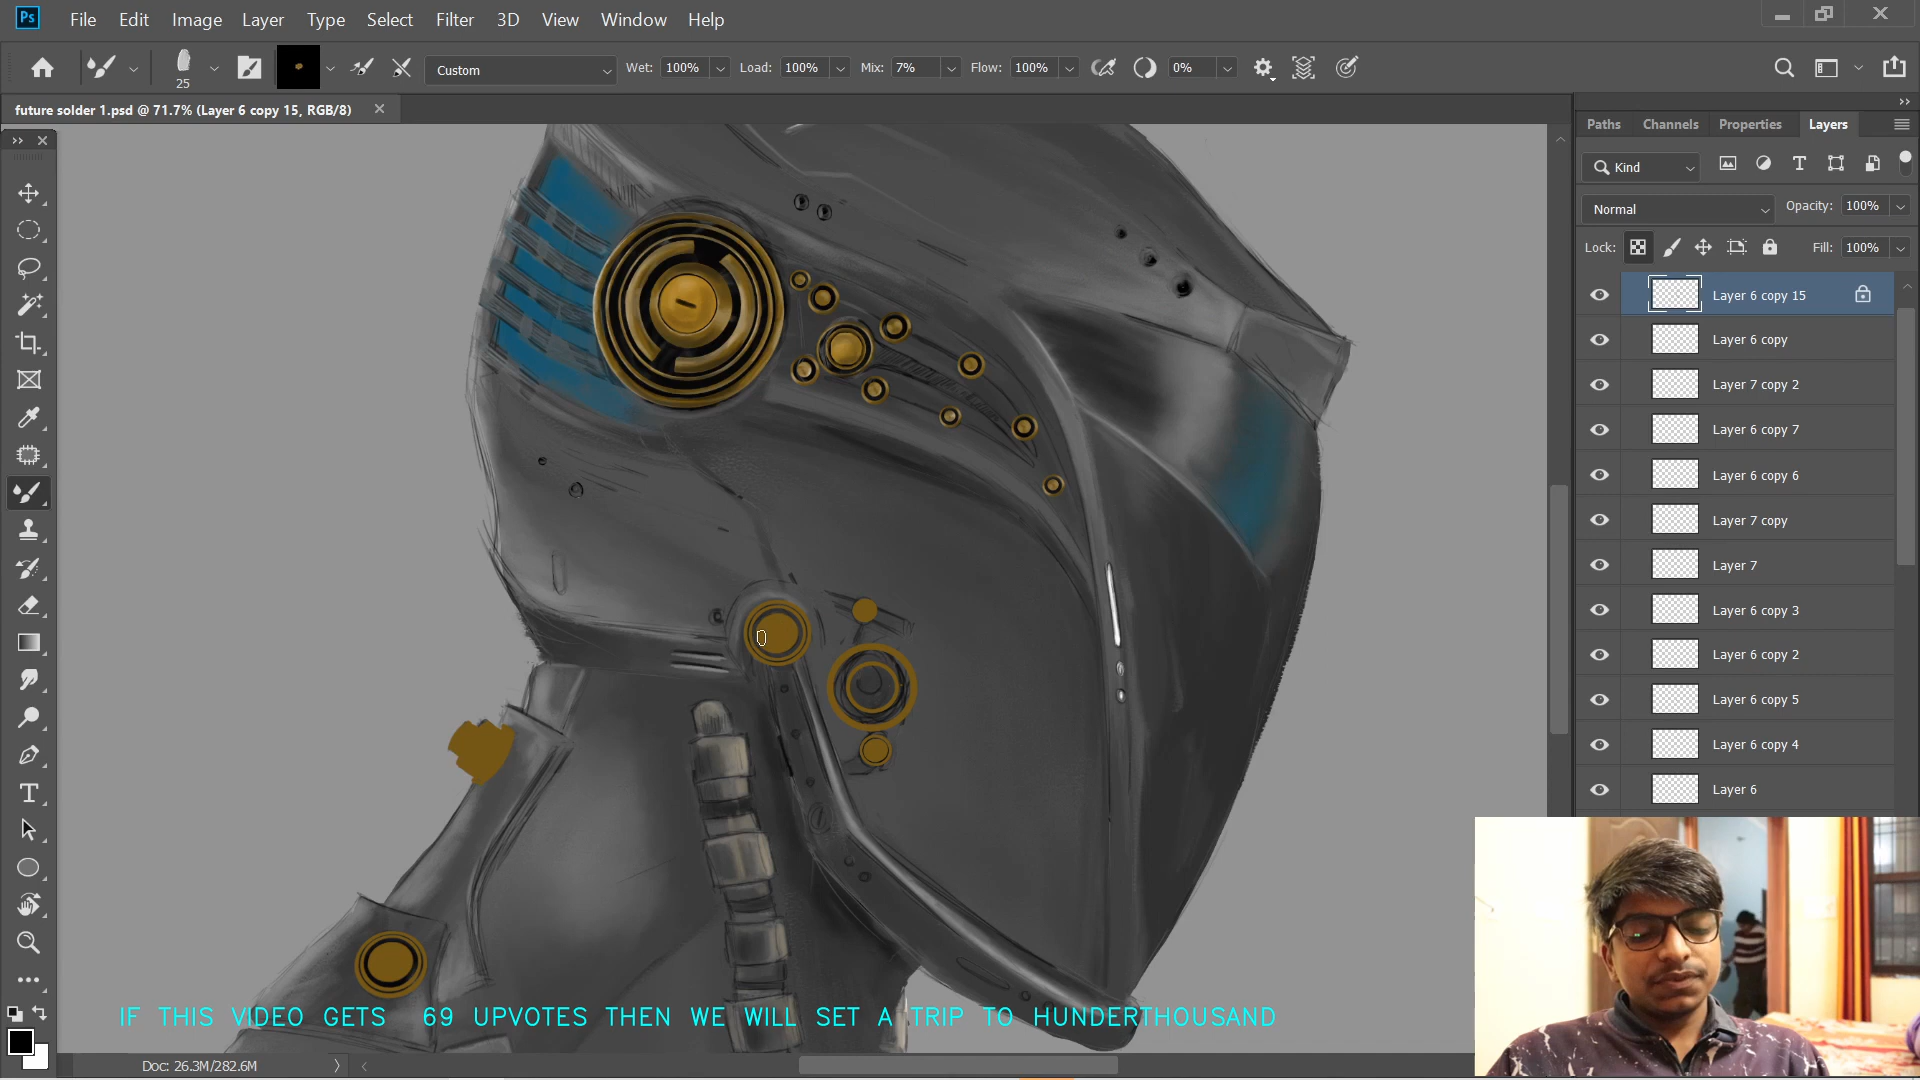 Ps File Edit Image Layer Type Select Filter 3D View Window Help
25 Custom Wet: 100% Load: 100% Mix: 7% Flow: 100% 0%
future solder 1.psd @ 71.7% (Layer 6 copy 15, RGB/8)
Paths Channels Properties Layers
Kind
Normal Opacity: 100%
Lock: Fill: 100%
Layer 6 copy 15
Layer 6 copy
Layer 7 copy 2
Layer 6 copy 7
Layer 6 copy 6
Layer 7 copy
Layer 7
Layer 6 copy 3
Layer 6 copy 2
Layer 6 copy 5
Layer 6 copy 4
Layer 6
IF THIS VIDEO GETS 69 UPVOTES THEN WE WILL SET A TRIP TO HUNDERTHOUSAND
Doc: 26.3M/282.6M